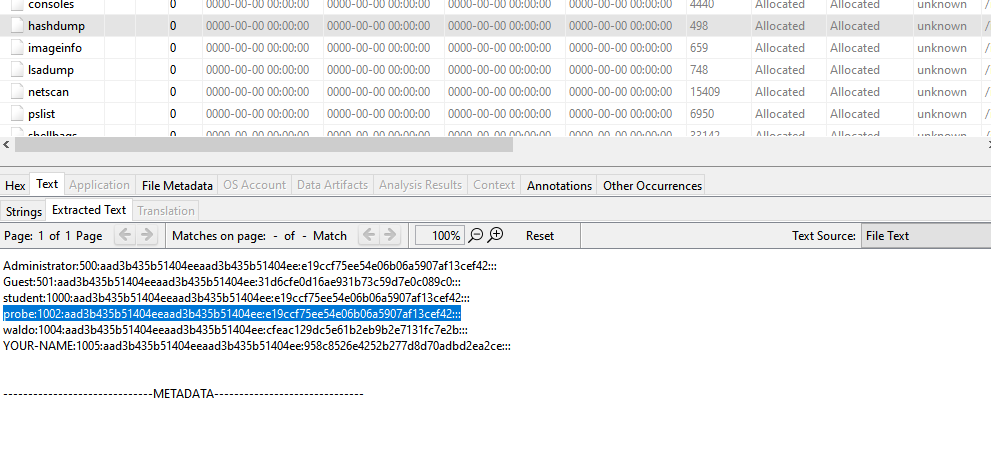 consoles 0 0000-00-00 00:00:00 0000-00-00 00:00:00 0000-00-00 00:00:00 0000-00-00 00:00:00 4440 Allocated Allocated unknown /
hashdump 0 0000-00-00 00:00:00 0000-00-00 00:00:00 0000-00-00 00:00:00 0000-00-00 00:00:00 498 Allocated Allocated unknown /
imageinfo 0 0000-00-00 00:00:00 0000-00-00 00:00:00 0000-00-00 00:00:00 0000-00-00 00:00:00 659 Allocated Allocated unknown /
lsadump 0 0000-00-00 00:00:00 0000-00-00 00:00:00 0000-00-00 00:00:00 0000-00-00 00:00:00 748 Allocated Allocated unknown /
netscan 0 0000-00-00 00:00:00 0000-00-00 00:00:00 0000-00-00 00:00:00 0000-00-00 00:00:00 15409 Allocated Allocated unknown /
pslist 0 0000-00-00 00:00:00 0000-00-00 00:00:00 0000-00-00 00:00:00 0000-00-00 00:00:00 6950 Allocated Allocated unknown /
shellbags 0 0000-00-00 00:00:00 0000-00-00 00:00:00 0000-00-00 00:00:00 0000-00-00 00:00:00 33142 Allocated Allocated unknown /
Hex Text Application File Metadata OS Account Data Artifacts Analysis Results Context Annotations Other Occurrences
Strings Extracted Text Translation
Page: 1 of 1 Page Matches on page: - of - Match 100% Reset Text Source: File Text
Administrator:500:aad3b435b51404eeaad3b435b51404ee:e19ccf75ee54e06b06a5907af13cef42:::
Guest:501:aad3b435b51404eeaad3b435b51404ee:31d6cfe0d16ae931b73c59d7e0c089c0:::
student:1000:aad3b435b51404eeaad3b435b51404ee:e19ccf75ee54e06b06a5907af13cef42:::
probe:1002:aad3b435b51404eeaad3b435b51404ee:e19ccf75ee54e06b06a5907af13cef42:::
waldo:1004:aad3b435b51404eeaad3b435b51404ee:cfeac129dc5e61b2eb9b2e7131fc7e2b:::
YOUR-NAME:1005:aad3b435b51404eeaad3b435b51404ee:958c8526e4252b277d8d70adbd2ea2ce:::
------------------------------METADATA------------------------------